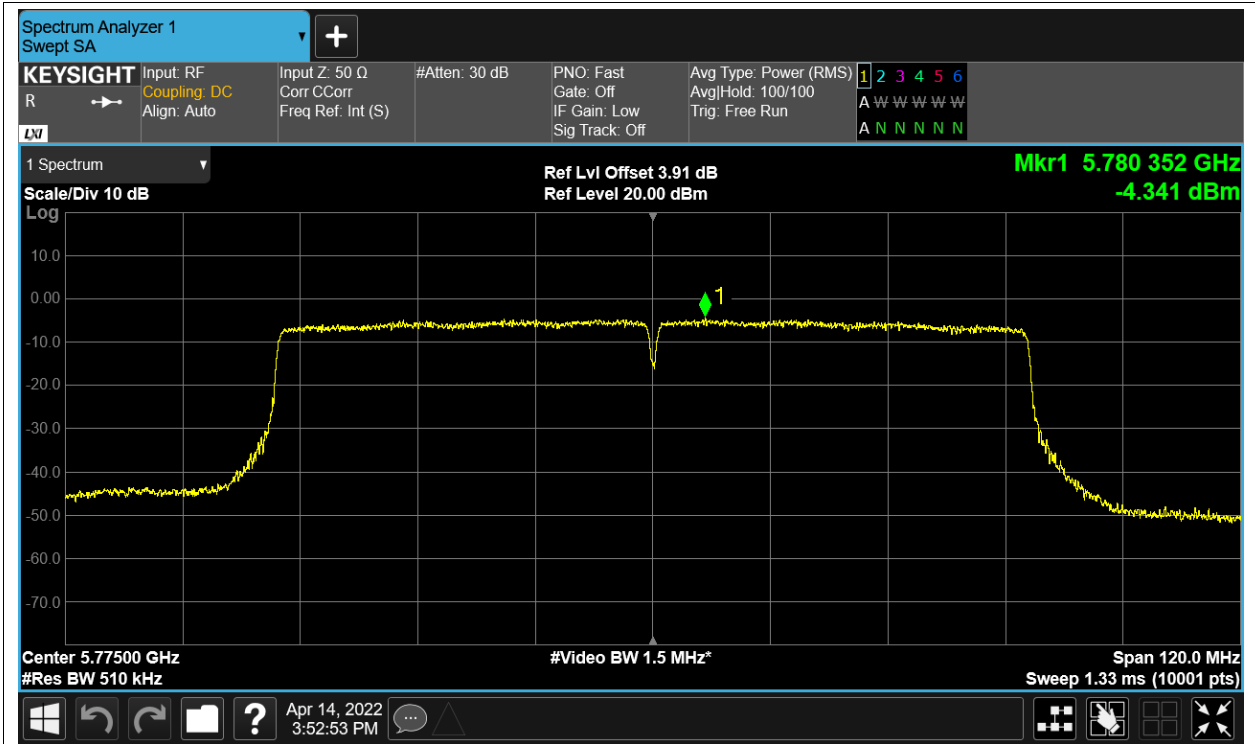 Spectrum Analyzer 1
Swept SA
KEYSIGHT
R
LXI
Input: RF
Coupling: DC
Align: Auto
Input Z: 50 Ω
Corr CCorr
Freq Ref: Int (S)
#Atten: 30 dB
PNO: Fast
Gate: Off
IF Gain: Low
Sig Track: Off
Avg Type: Power (RMS)
Avg|Hold: 100/100
Trig: Free Run
1 2 3 4 5 6
A W W W W W
A N N N N N
1 Spectrum
Scale/Div 10 dB
Log
Ref Lvl Offset 3.91 dB
Ref Level 20.00 dBm
Mkr1 5.780 352 GHz
-4.341 dBm
10.0
0.00
1
-10.0
-20.0
-30.0
-40.0
-50.0
-60.0
-70.0
Center 5.77500 GHz
#Video BW 1.5 MHz*
Span 120.0 MHz
#Res BW 510 kHz
Sweep 1.33 ms (10001 pts)
?
Apr 14, 2022
3:52:53 PM